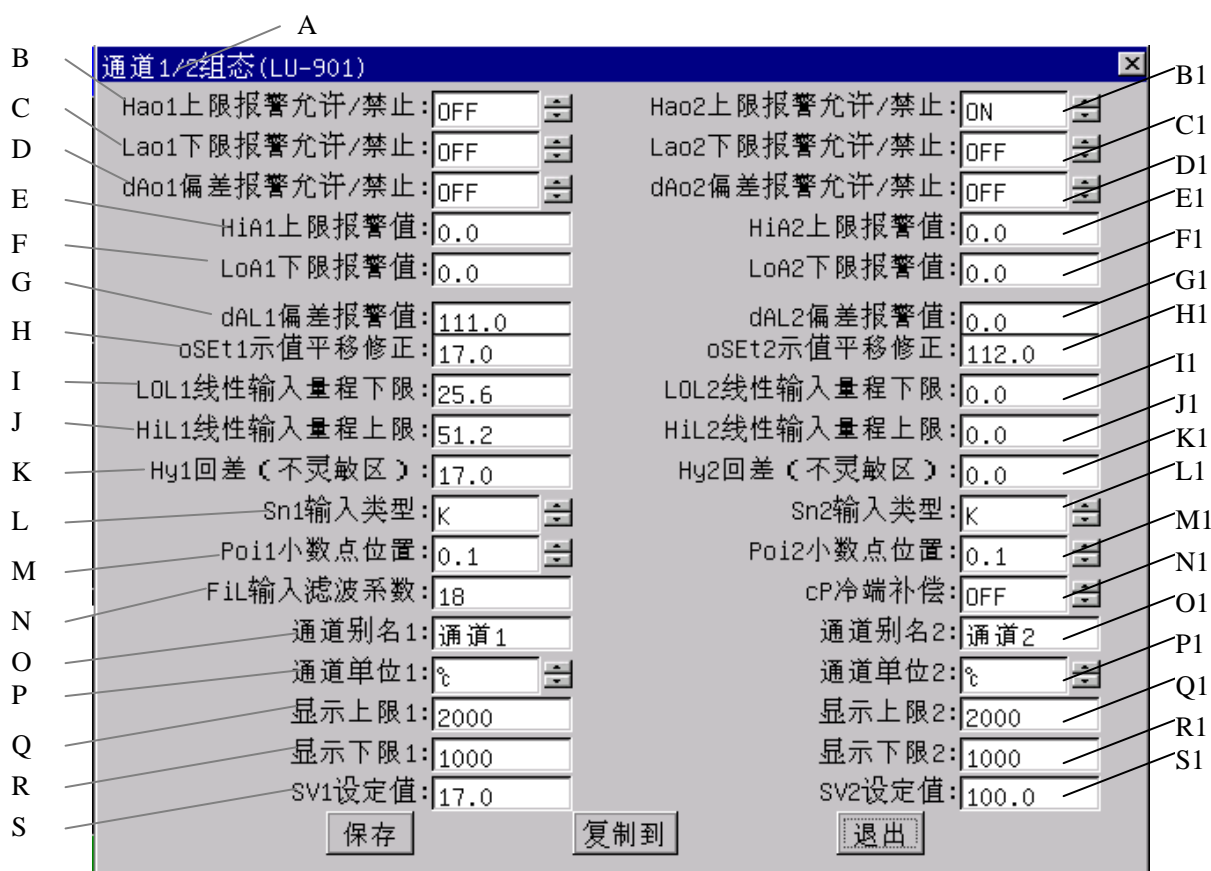 A
通道1/2组态(LU-901)
B Hao1上限报警允许/禁止:OFF Hao2上限报警允许/禁止:ON B1
C Lao1下限报警允许/禁止:OFF Lao2下限报警允许/禁止:OFF C1
D dAo1偏差报警允许/禁止:OFF dAo2偏差报警允许/禁止:OFF D1
E HiA1上限报警值:0.0 HiA2上限报警值:0.0 E1
F LoA1下限报警值:0.0 LoA2下限报警值:0.0 F1
G dAL1偏差报警值:111.0 dAL2偏差报警值:0.0 G1
H oSEt1示值平移修正:17.0 oSEt2示值平移修正:112.0 H1
I LOL1线性输入量程下限:25.6 LOL2线性输入量程下限:0.0 I1
J HiL1线性输入量程上限:51.2 HiL2线性输入量程上限:0.0 J1
K Hy1回差(不灵敏区):17.0 Hy2回差(不灵敏区):0.0 K1
L Sn1输入类型:K Sn2输入类型:K L1
M Poi1小数点位置:0.1 Poi2小数点位置:0.1 M1
N FiL输入滤波系数:18 cP冷端补偿:OFF N1
O 通道别名1:通道1 通道别名2:通道2 O1
P 通道单位1:℃ 通道单位2:℃ P1
Q 显示上限1:2000 显示上限2:2000 Q1
R 显示下限1:1000 显示下限2:1000 R1
S SV1设定值:17.0 SV2设定值:100.0 S1
保存 复制到 退出